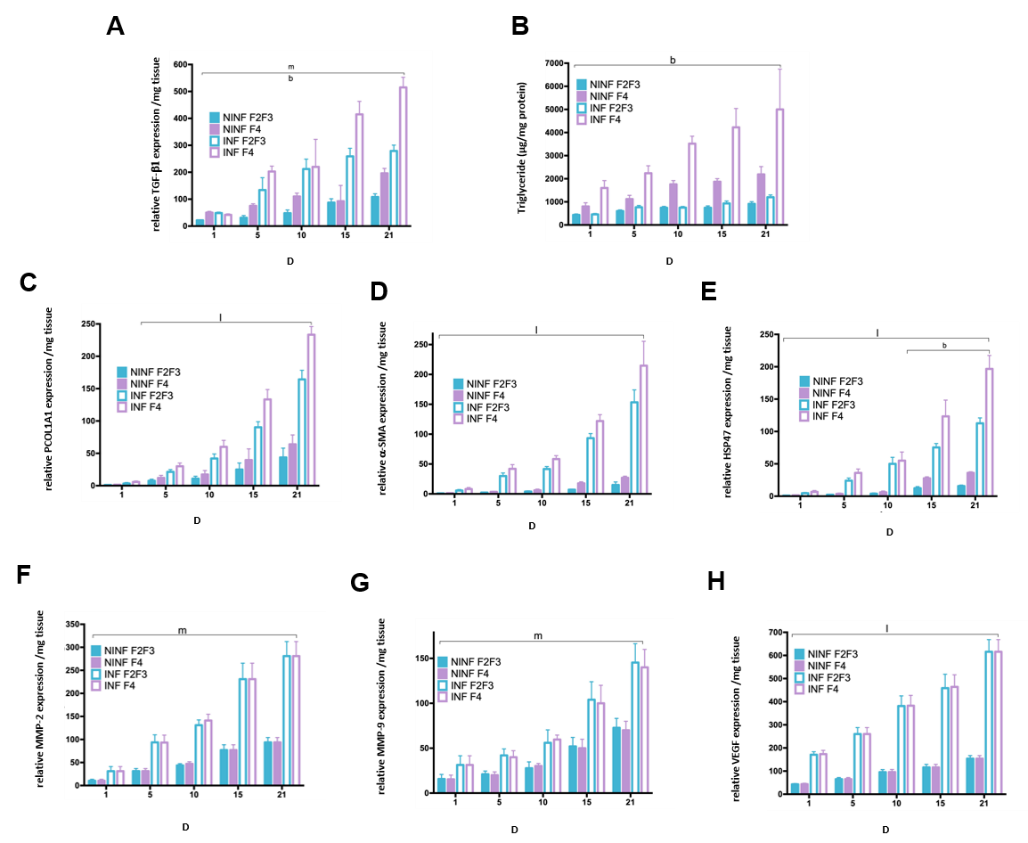 A
relative TGF-β1 expression /mg tissue
600
500
400
300
200
100
0
m
b
NINF F2F3
NINF F4
INF F2F3
INF F4
1 5 10 15 21
D
B
Triglyceride (µg/mg protein)
7000
6000
5000
4000
3000
2000
1000
0
b
NINF F2F3
NINF F4
INF F2F3
INF F4
1 5 10 15 21
D
C
relative PCOL1A1 expression /mg tissue
250
200
150
100
50
0
l
NINF F2F3
NINF F4
INF F2F3
INF F4
1 5 10 15 21
D
D
relative α-SMA expression /mg tissue
250
200
150
100
50
0
l
NINF F2F3
NINF F4
INF F2F3
INF F4
1 5 10 15 21
D
E
relative HSP47 expression /mg tissue
250
200
150
100
50
0
l
b
NINF F2F3
NINF F4
INF F2F3
INF F4
1 5 10 15 21
D
F
relative MMP-2 expression /mg tissue
350
300
250
200
150
100
50
0
m
NINF F2F3
NINF F4
INF F2F3
INF F4
1 5 10 15 21
D
G
relative MMP-9 expression /mg tissue
150
100
50
0
m
NINF F2F3
NINF F4
INF F2F3
INF F4
1 5 10 15 21
D
H
relative VEGF expression /mg tissue
700
600
500
400
300
200
100
0
l
NINF F2F3
NINF F4
INF F2F3
INF F4
1 5 10 15 21
D